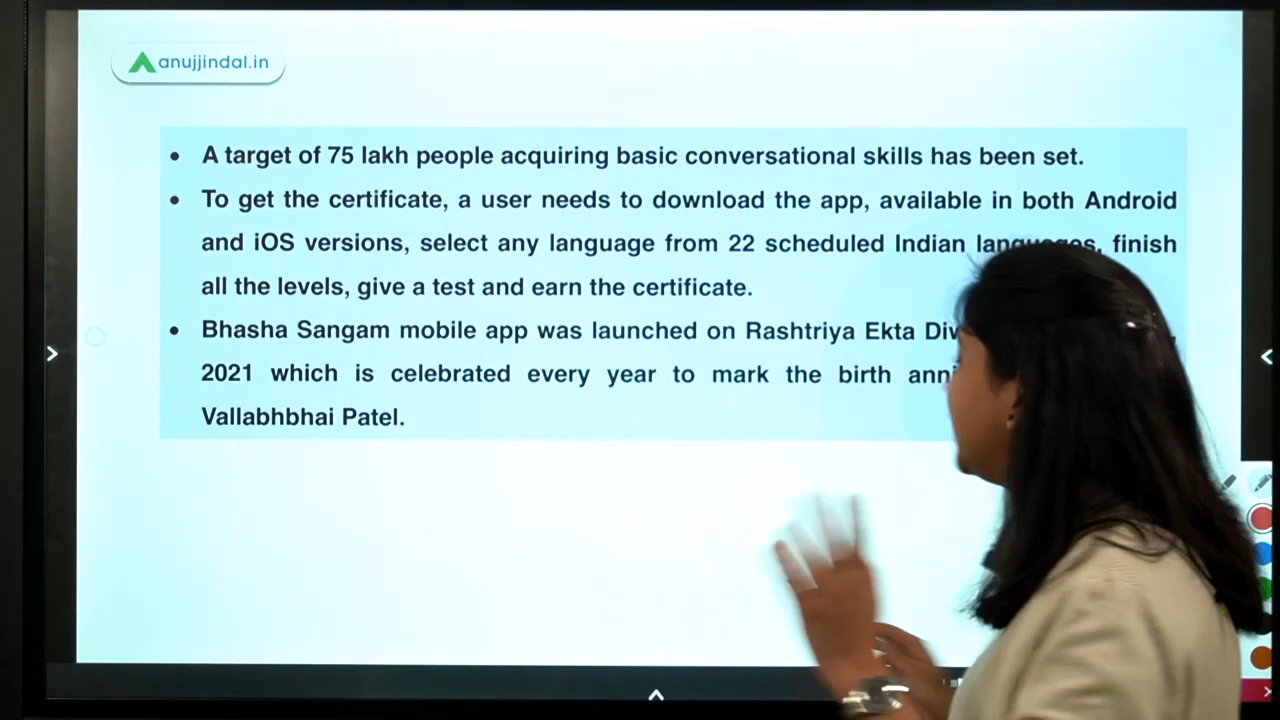 anujjindal.in
• A target of 75 lakh people acquiring basic conversational skills has been set.
• To get the certificate, a user needs to download the app, available in both Android
and iOS versions, select any language from 22 scheduled Indian languages, finish
all the levels, give a test and earn the certificate.
• Bhasha Sangam mobile app was launched on Rashtriya Ekta
2021 which is celebrated every year to mark the birth
Vallabhbhai Patel.